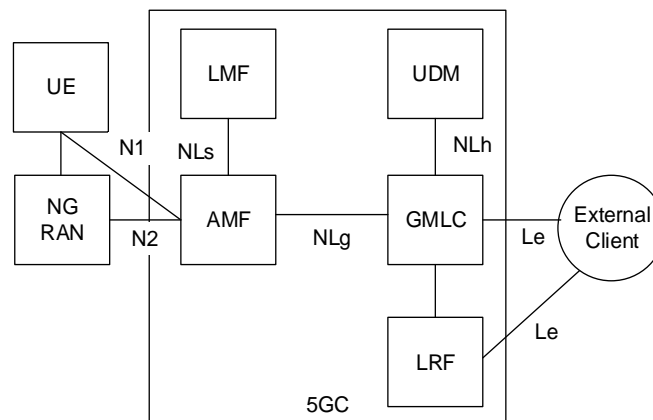 UE
LMF
UDM
N1
NLs
NLh
NG
RAN
N2
AMF
NLg
GMLC
Le
External
Client
LRF
Le
5GC